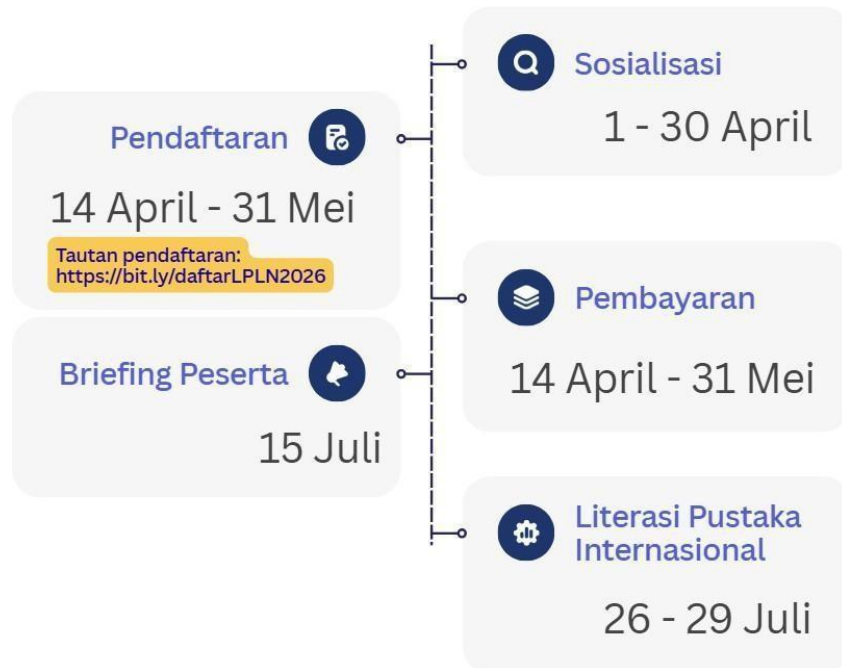 Sosialisasi
1 - 30 April
Pendaftaran
14 April - 31 Mei
Tautan pendaftaran:
https://bit.ly/daftarLPLN2026
Pembayaran
14 April - 31 Mei
Briefing Peserta
15 Juli
Literasi Pustaka
Internasional
26 - 29 Juli